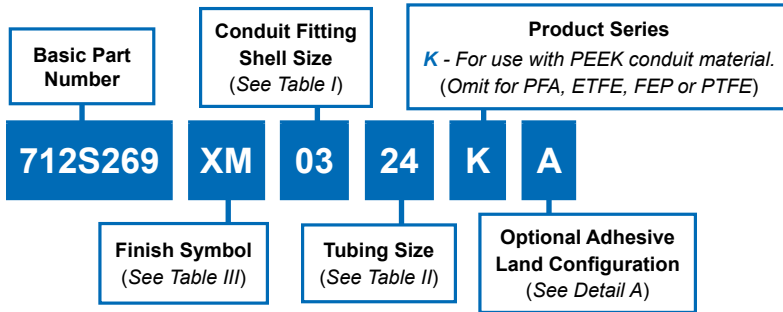 Basic Part
Number
Conduit Fitting
Shell Size
(See Table I)
Product Series
K - For use with PEEK conduit material.
(Omit for PFA, ETFE, FEP or PTFE)
712S269 XM 03 24 K A
Finish Symbol
(See Table III)
Tubing Size
(See Table II)
Optional Adhesive
Land Configuration
(See Detail A)